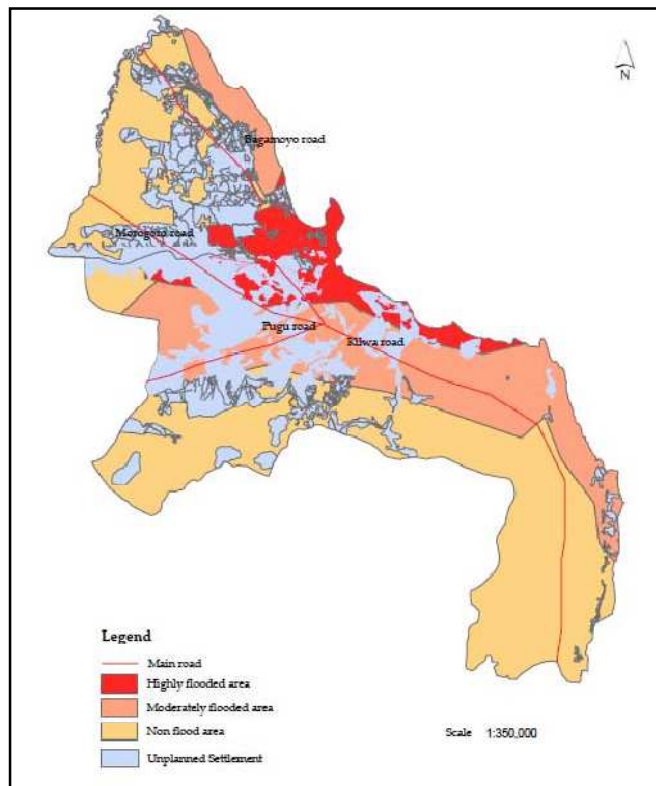 N
Bagamoyo road
Morogoro road
Pugu road
Kilwa road
Legend
Main road
Highly flooded area
Moderately flooded area
Non flood area
Unplanned Settlement
Scale 1:350,000